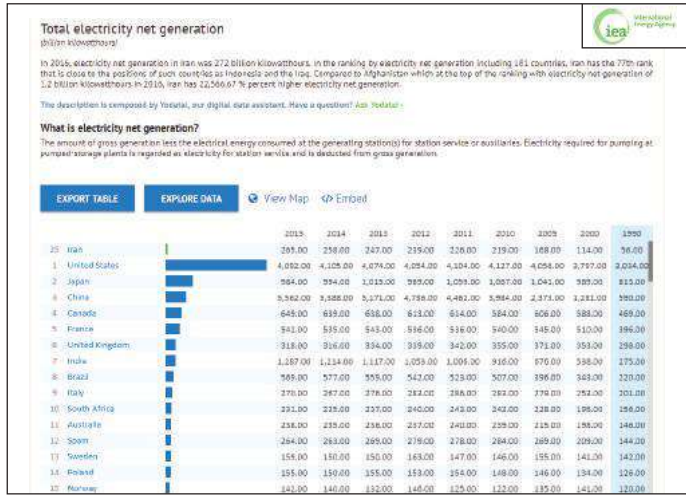 iea International Energy Agency
Total electricity net generation
(billion kilowatthours)
In 2016, electricity net generation in Iran was 272 billion kilowatthours. In the ranking by electricity net generation including 181 countries, Iran has the 77th rank
that is close to the positions of such countries as Indonesia and the Iraq. Compared to Afghanistan which at the top of the ranking with electricity net generation of
1.2 billion kilowatthours in 2016, Iran has 22,566.67 % percent higher electricity net generation.
The description is composed by Yodatai, our digital data assistant. Have a question? Ask Yodatai ›
What is electricity net generation?
The amount of gross generation less the electrical energy consumed at the generating station(s) for station service or auxiliaries. Electricity required for pumping at
pumped-storage plants is regarded as electricity for station service and is deducted from gross generation.
EXPORT TABLE EXPLORE DATA View Map </> Embed
2015 2014 2013 2012 2011 2010 2005 2000 1990
25 Iran 265.00 258.00 247.00 239.00 226.00 219.00 168.00 114.00 56.00
1 United States 4,092.00 4,105.00 4,074.00 4,054.00 4,104.00 4,127.00 4,058.00 3,797.00 3,034.00
2 Japan 984.00 994.00 1,015.00 989.00 1,059.00 1,067.00 1,041.00 989.00 815.00
3 China 5,562.00 5,388.00 5,171.00 4,736.00 4,462.00 3,984.00 2,373.00 1,281.00 590.00
4 Canada 649.00 639.00 638.00 613.00 614.00 584.00 606.00 588.00 469.00
5 France 541.00 535.00 543.00 536.00 536.00 540.00 545.00 510.00 396.00
6 United Kingdom 318.00 316.00 334.00 339.00 342.00 355.00 371.00 353.00 298.00
7 India 1,287.00 1,214.00 1,117.00 1,053.00 1,005.00 916.00 670.00 538.00 275.00
8 Brazil 569.00 577.00 555.00 542.00 523.00 507.00 396.00 343.00 220.00
9 Italy 270.00 267.00 276.00 284.00 286.00 283.00 279.00 252.00 201.00
10 South Africa 231.00 235.00 237.00 240.00 243.00 242.00 228.00 196.00 156.00
11 Australia 238.00 235.00 236.00 237.00 240.00 239.00 215.00 198.00 146.00
12 Spain 264.00 263.00 269.00 279.00 278.00 284.00 269.00 209.00 144.00
13 Sweden 159.00 150.00 150.00 163.00 147.00 146.00 155.00 141.00 142.00
14 Poland 155.00 150.00 155.00 153.00 154.00 148.00 146.00 134.00 126.00
15 Norway 142.00 140.00 132.00 146.00 125.00 122.00 135.00 141.00 120.00